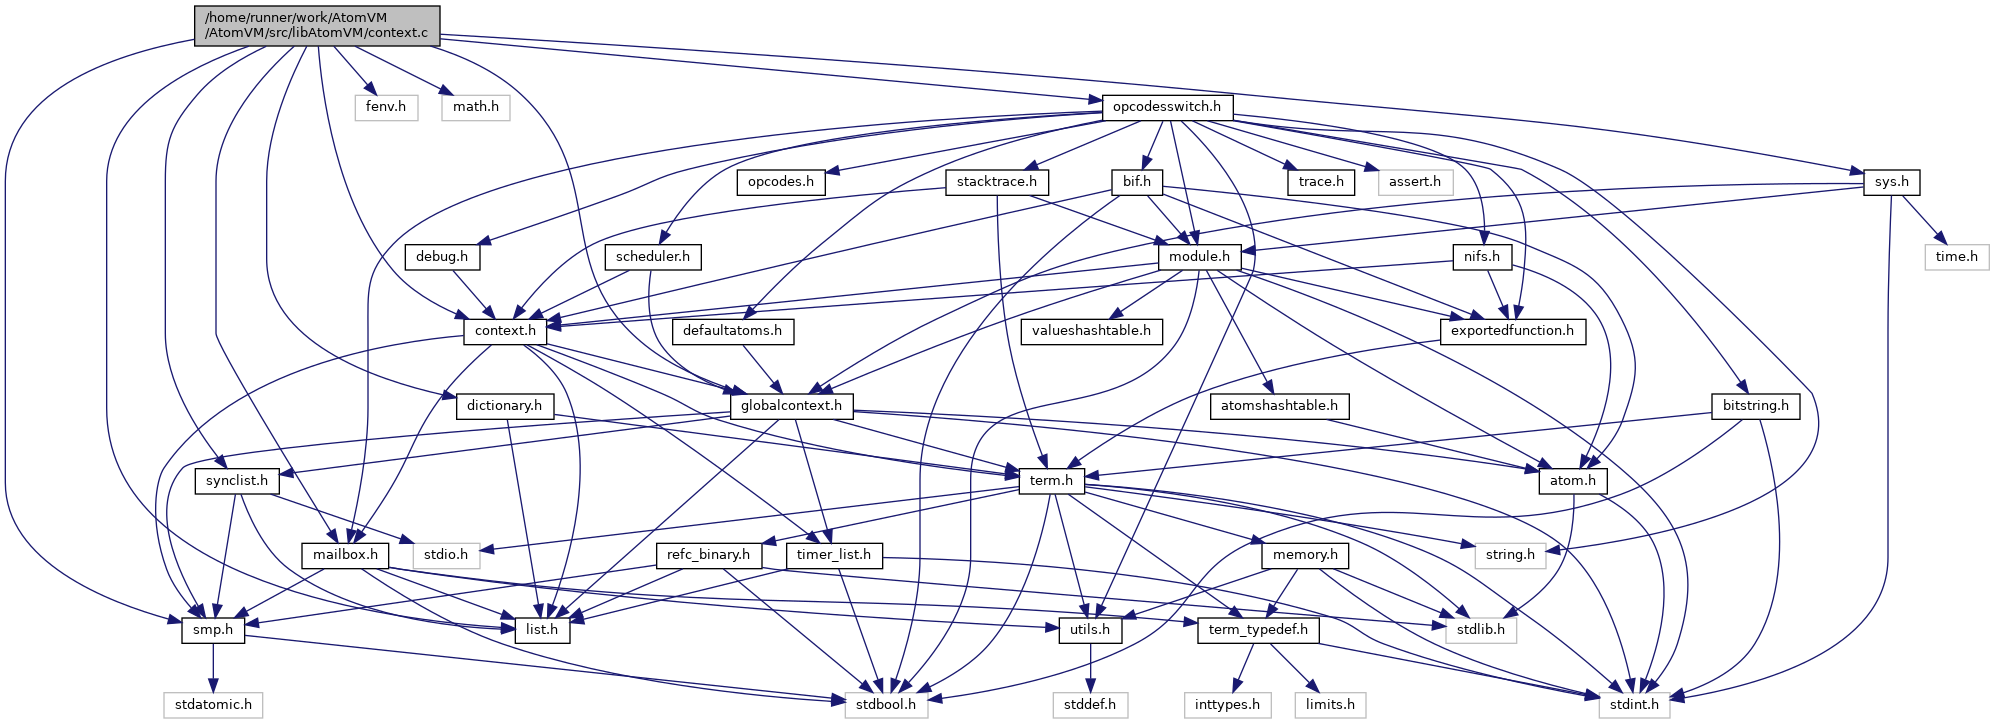 /home/runner/work/AtomVM
/AtomVM/src/libAtomVM/context.c
fenv.h
math.h
opcodesswitch.h
opcodes.h
stacktrace.h
bif.h
trace.h
assert.h
sys.h
debug.h
scheduler.h
module.h
nifs.h
time.h
context.h
defaultatoms.h
valueshashtable.h
exportedfunction.h
dictionary.h
globalcontext.h
atomshashtable.h
bitstring.h
synclist.h
term.h
atom.h
mailbox.h
stdio.h
refc_binary.h
timer_list.h
memory.h
string.h
smp.h
list.h
utils.h
term_typedef.h
stdlib.h
stdatomic.h
stdbool.h
stddef.h
inttypes.h
limits.h
stdint.h